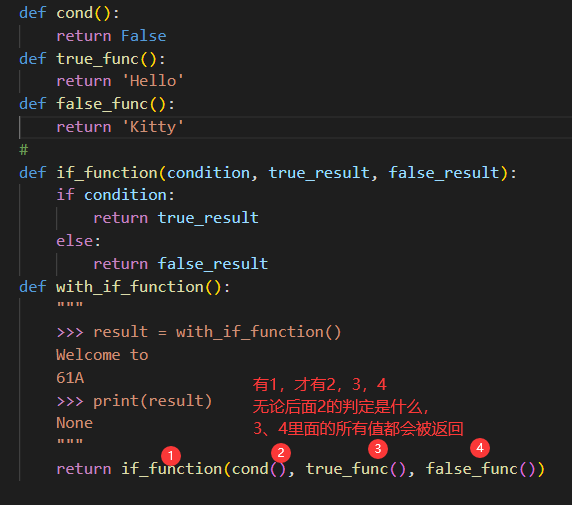 def cond():
    return False
def true_func():
    return 'Hello'
def false_func():
    return 'Kitty'
#
def if_function(condition, true_result, false_result):
    if condition:
        return true_result
    else:
        return false_result
def with_if_function():
    """
    >>> result = with_if_function()
    Welcome to
    61A
    >>> print(result)
    None
    """
有1，才有2，3，4
无论后面2的判定是什么，
3、4里面的所有值都会被返回
1 2 3 4
    return if_function(cond(), true_func(), false_func())